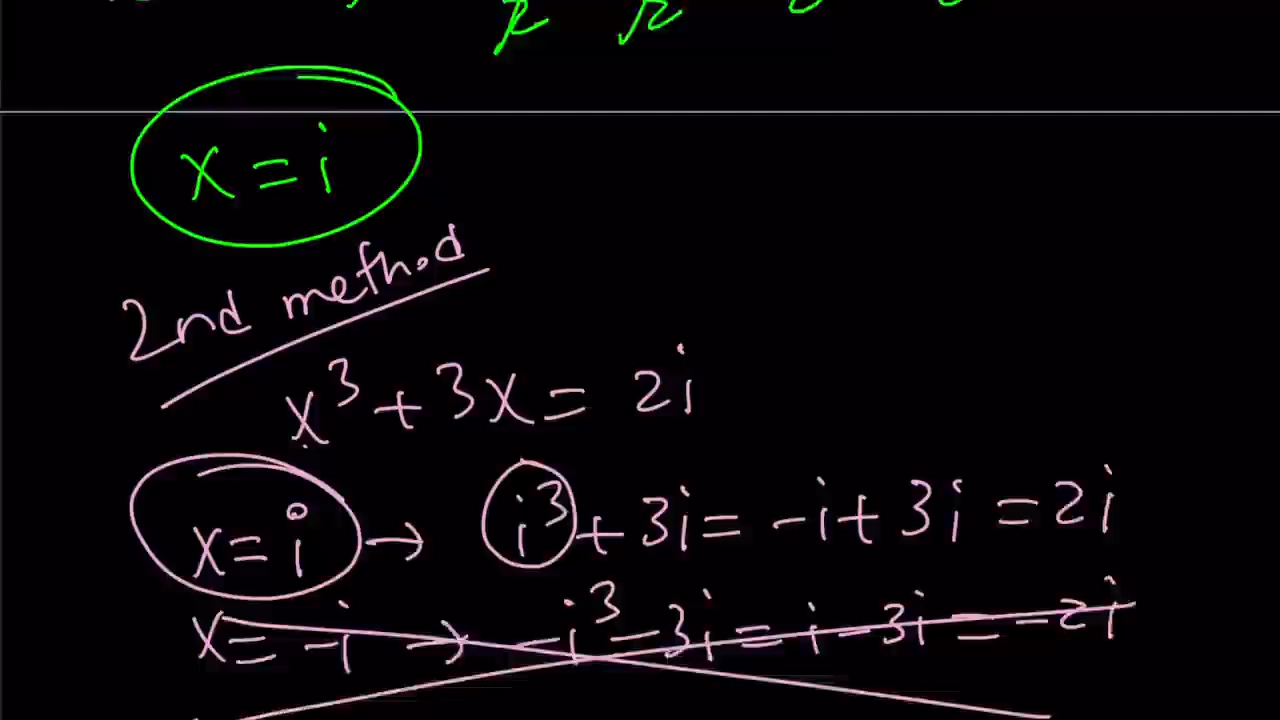 x = i
2nd method
x³ + 3x = 2i
x = i → i³ + 3i = -i + 3i = 2i
x = -i → -i³ - 3i = i - 3i = -2i